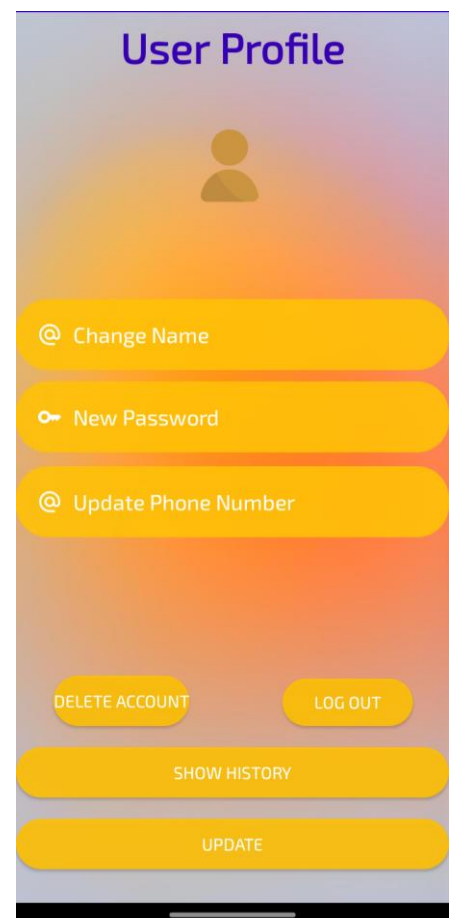 User Profile
Change Name
New Password
Update Phone Number
DELETE ACCOUNT
LOG OUT
SHOW HISTORY
UPDATE